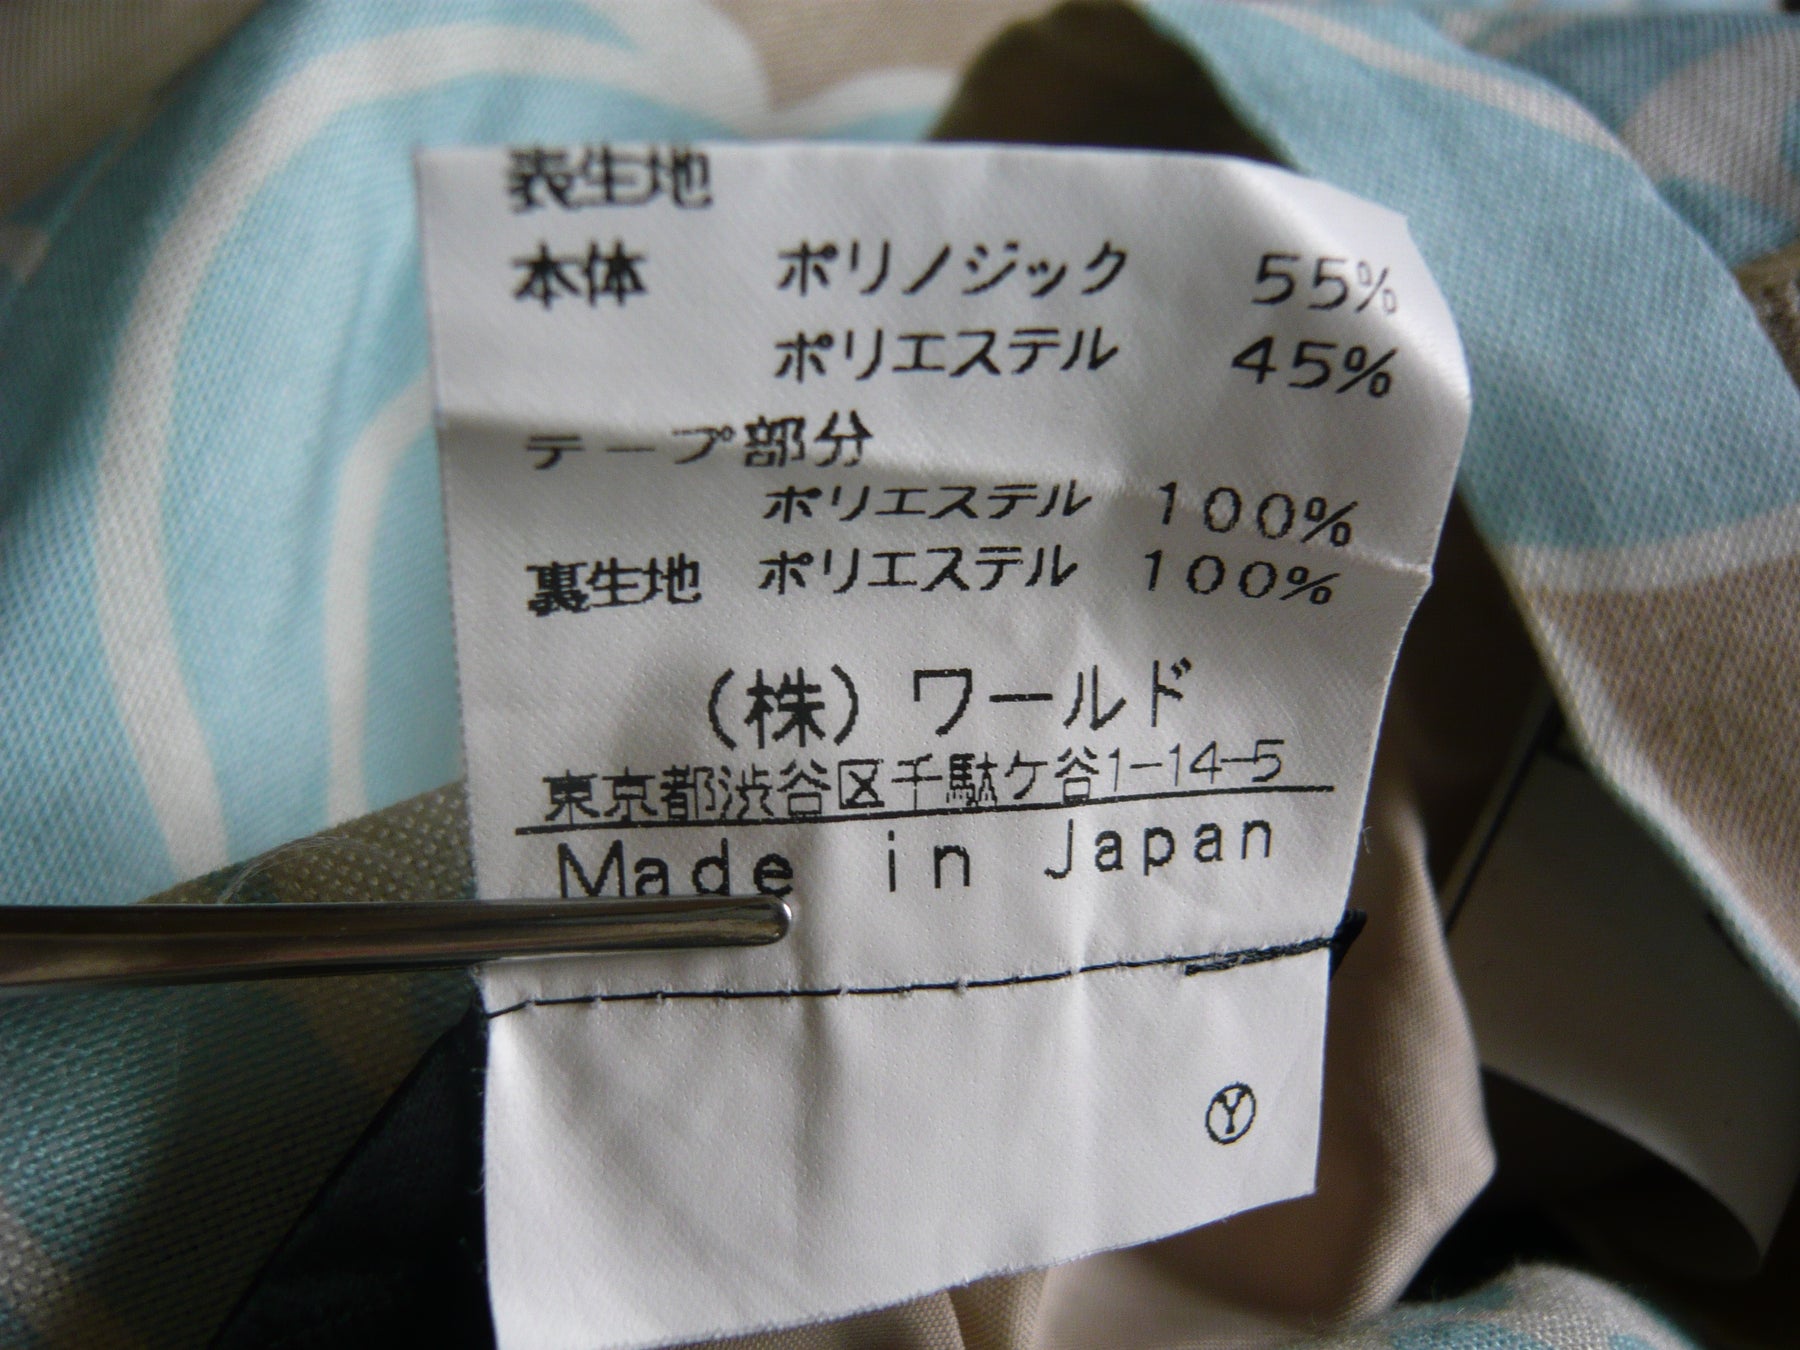 表生地
本体 ポリノジック 55%
ポリエステル 45%
テープ部分
ポリエステル 100%
裏生地 ポリエステル 100%
(株)ワールド
東京都渋谷区千駄ケ谷1-14-5
Made in Japan
Ⓨ